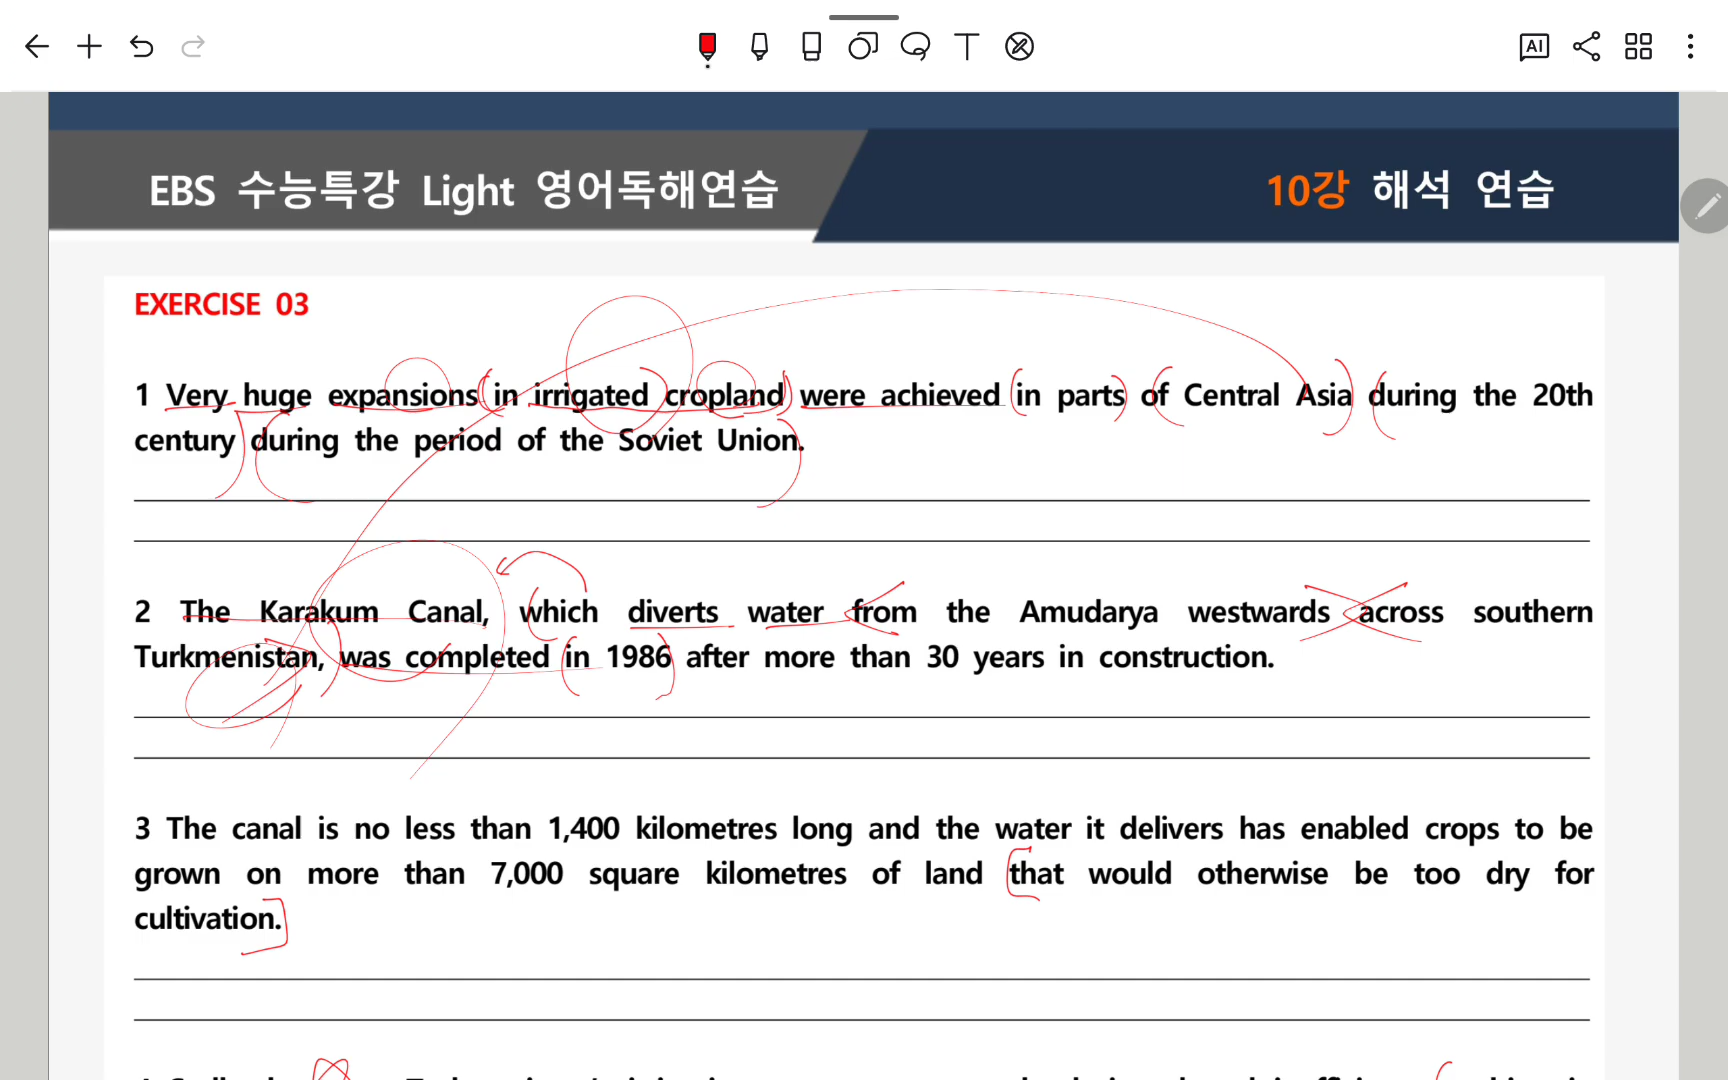 AI
EBS 수능특강 Light 영어독해연습
10강 해석 연습
EXERCISE 03
1 Very huge expansions in irrigated cropland were achieved in parts of Central Asia during the 20th
century during the period of the Soviet Union.
2 The Karakum Canal, which diverts water from the Amudarya westwards across southern
Turkmenistan, was completed in 1986 after more than 30 years in construction.
3 The canal is no less than 1,400 kilometres long and the water it delivers has enabled crops to be
grown on more than 7,000 square kilometres of land that would otherwise be too dry for
cultivation.